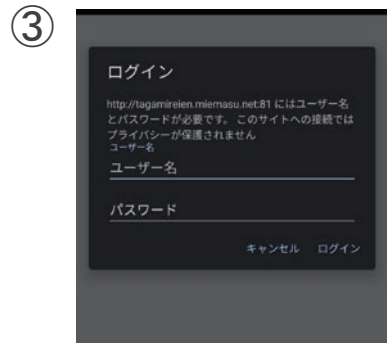 ③
ログイン
http://tagamireien.miemasu.net:81 にはユーザー名
とパスワードが必要です。このサイトへの接続では
プライバシーが保護されません
ユーザー名
ユーザー名
パスワード
キャンセル ログイン